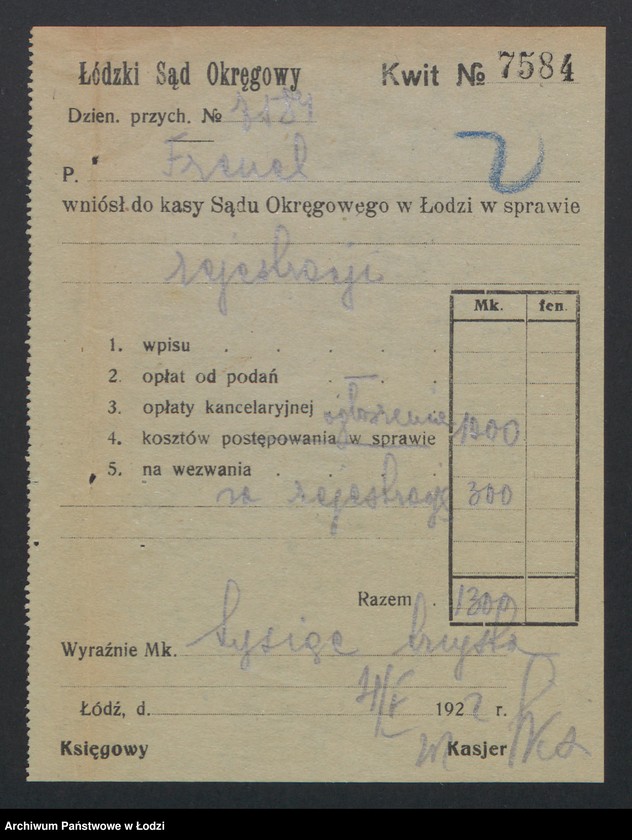 Łódzki Sąd Okręgowy Kwit № 7584
Dzien. przych. № 7584
P. Frenel
wniósł do kasy Sądu Okręgowego w Łodzi w sprawie
rejestracji
Mk. fen.
1. wpisu . . . . .
2. opłat od podań . . .
3. opłaty kancelaryjnej ogłoszenie
4. kosztów postępowania w sprawie
5. na wezwania . . . .
za rejestrację 300
Razem . 1300
Wyraźnie Mk. tysiąc trzysta
Łódź, d. 1922 r.
Księgowy Kasjer
Archiwum Państwowe w Łodzi